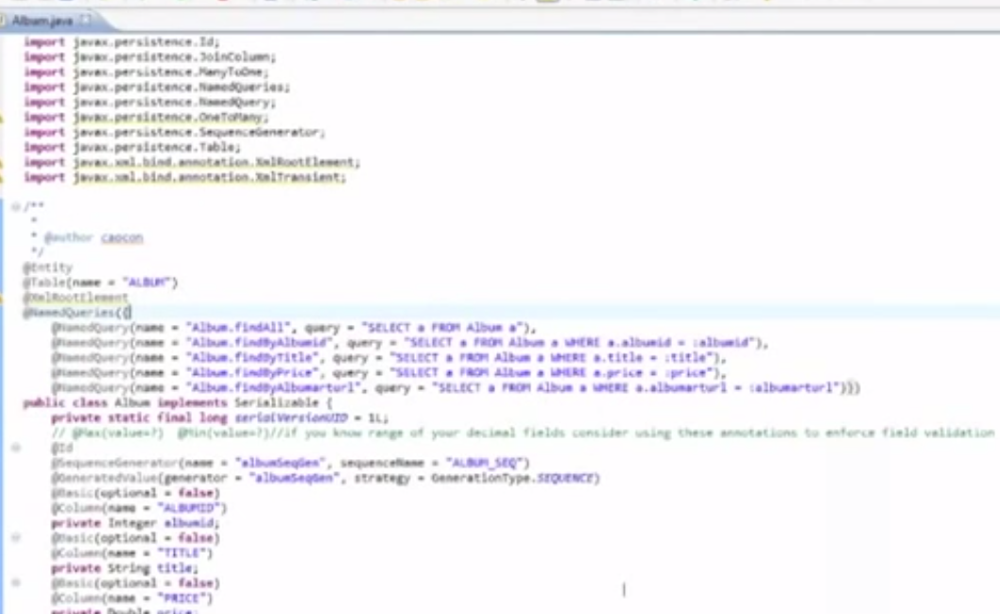 Album.java
import javax.persistence.Id;
import javax.persistence.JoinColumn;
import javax.persistence.ManyToOne;
import javax.persistence.NamedQueries;
import javax.persistence.NamedQuery;
import javax.persistence.OneToMany;
import javax.persistence.SequenceGenerator;
import javax.persistence.Table;
import javax.xml.bind.annotation.XmlRootElement;
import javax.xml.bind.annotation.XmlTransient;
/**
*
* @author caocon
*/
@Entity
@Table(name = "ALBUM")
@XmlRootElement
@NamedQueries({
@NamedQuery(name = "Album.findAll", query = "SELECT a FROM Album a"),
@NamedQuery(name = "Album.findByAlbumid", query = "SELECT a FROM Album a WHERE a.albumid = :albumid"),
@NamedQuery(name = "Album.findByTitle", query = "SELECT a FROM Album a WHERE a.title = :title"),
@NamedQuery(name = "Album.findByPrice", query = "SELECT a FROM Album a WHERE a.price = :price"),
@NamedQuery(name = "Album.findByAlbumarturl", query = "SELECT a FROM Album a WHERE a.albumarturl = :albumarturl")})
public class Album implements Serializable {
private static final long serialVersionUID = 1L;
// @Max(value=?) @Min(value=?)//if you know range of your decimal fields consider using these annotations to enforce field validation
@Id
@SequenceGenerator(name = "albumSeqGen", sequenceName = "ALBUM_SEQ")
@GeneratedValue(generator = "albumSeqGen", strategy = GenerationType.SEQUENCE)
@Basic(optional = false)
@Column(name = "ALBUMID")
private Integer albumid;
@Basic(optional = false)
@Column(name = "TITLE")
private String title;
@Basic(optional = false)
@Column(name = "PRICE")
private Double price;